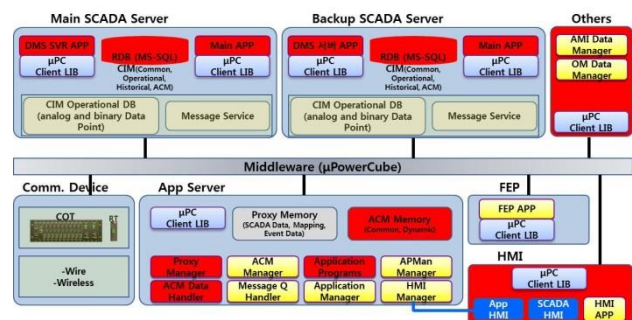 Main SCADA Server
Backup SCADA Server
Others
DMS SVR APP
µPC
Client LIB
RDB (MS-SQL)
CIM(Common,
Operational,
Historical, ACM)
Main APP
µPC
Client LIB
CIM Operational DB
(analog and binary Data
Point)
Message Service
DMS 서버 APP
µPC
Client LIB
RDB (MS-SQL)
CIM(Common,
Operational,
Historical, ACM)
Main APP
µPC
Client LIB
CIM Operational DB
(analog and binary Data
Point)
Message Service
AMI Data
Manager
OM Data
Manager
µPC
Client LIB
Middleware (µPowerCube)
Comm. Device
COT
RT
-Wire
-Wireless
App Server
µPC
Client LIB
Proxy Memory
(SCADA Data, Mapping,
Event Data)
ACM Memory
(Common, Dynamic)
Proxy
Manager
ACM
Manager
Application
Programs
APMan
Manager
ACM Data
Handler
Message Q
Handler
Application
Manager
HMI
Manager
FEP
FEP APP
µPC
Client LIB
HMI
µPC
Client LIB
App
HMI
SCADA
HMI
HMI
APP